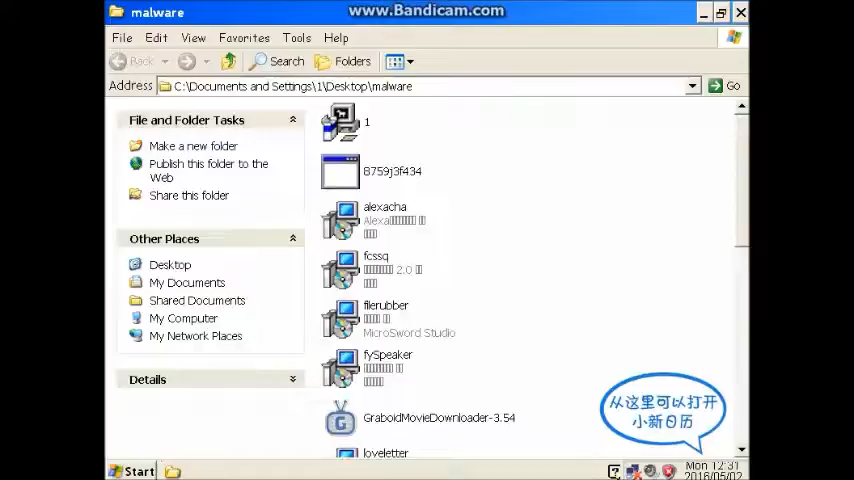 www.Bandicam.com
malware
File Edit View Favorites Tools Help
Back Search Folders
Address C:\Documents and Settings\1\Desktop\malware Go
File and Folder Tasks
Make a new folder
Publish this folder to the
Web
Share this folder
Other Places
Desktop
My Documents
Shared Documents
My Computer
My Network Places
Details
1
8759j3f434
alexacha
Alexa
fcssq
2.0
filerubber
MicroSword Studio
fySpeaker
GraboidMovieDownloader-3.54
loveletter
从这里可以打开
小新日历
Start
Mon 12:31
2016/05/02